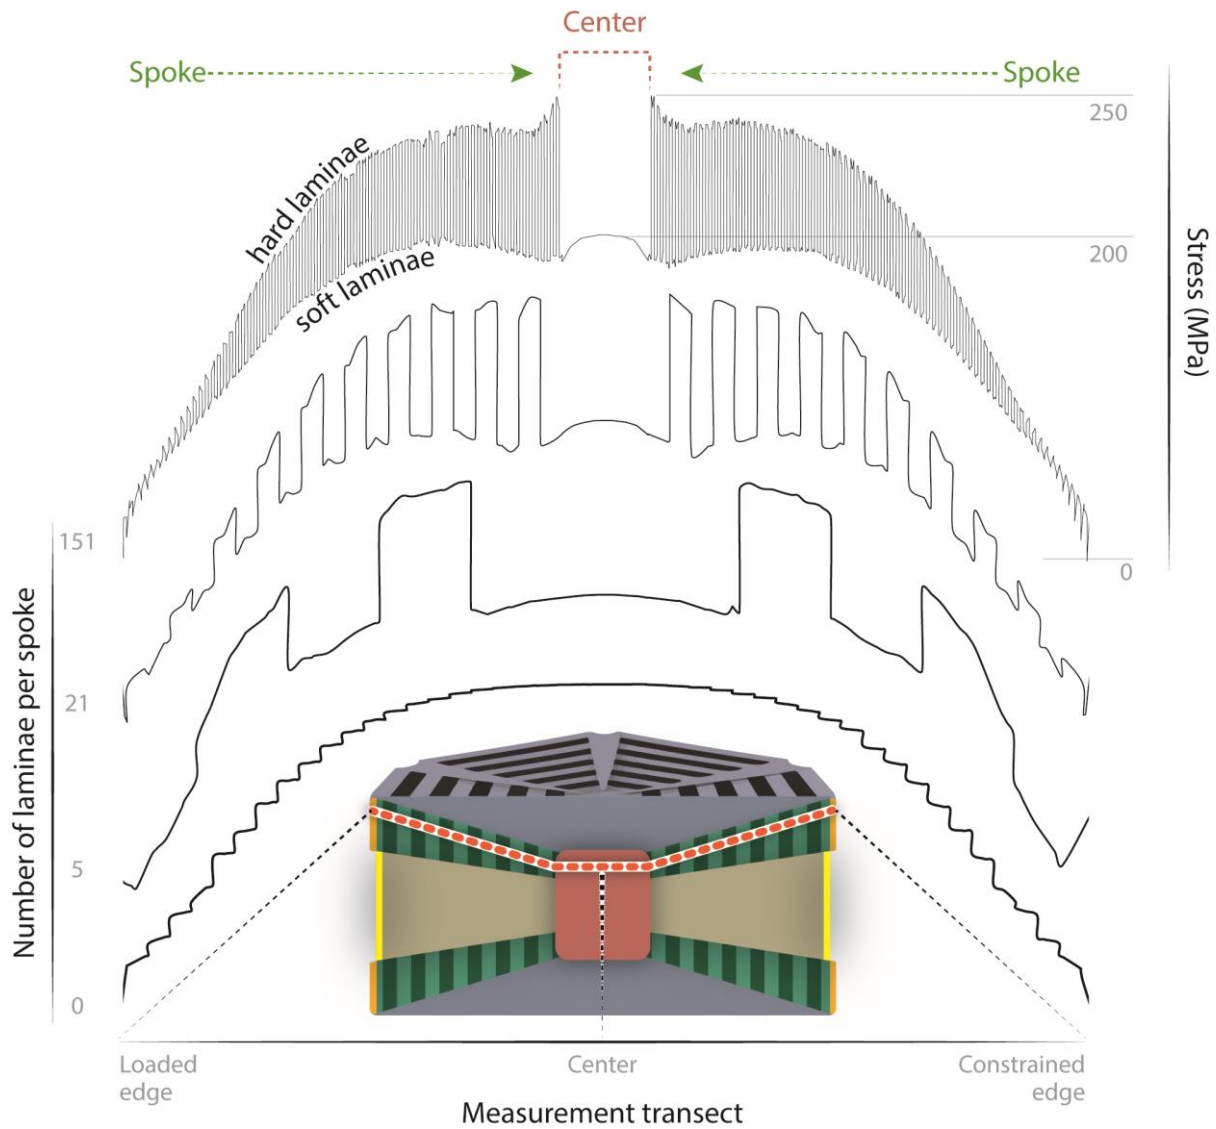 Center
Spoke
Spoke
250
hard laminae
200
soft laminae
Stress (MPa)
151
0
Number of laminae per spoke
21
5
0
Loaded
edge
Center
Constrained
edge
Measurement transect